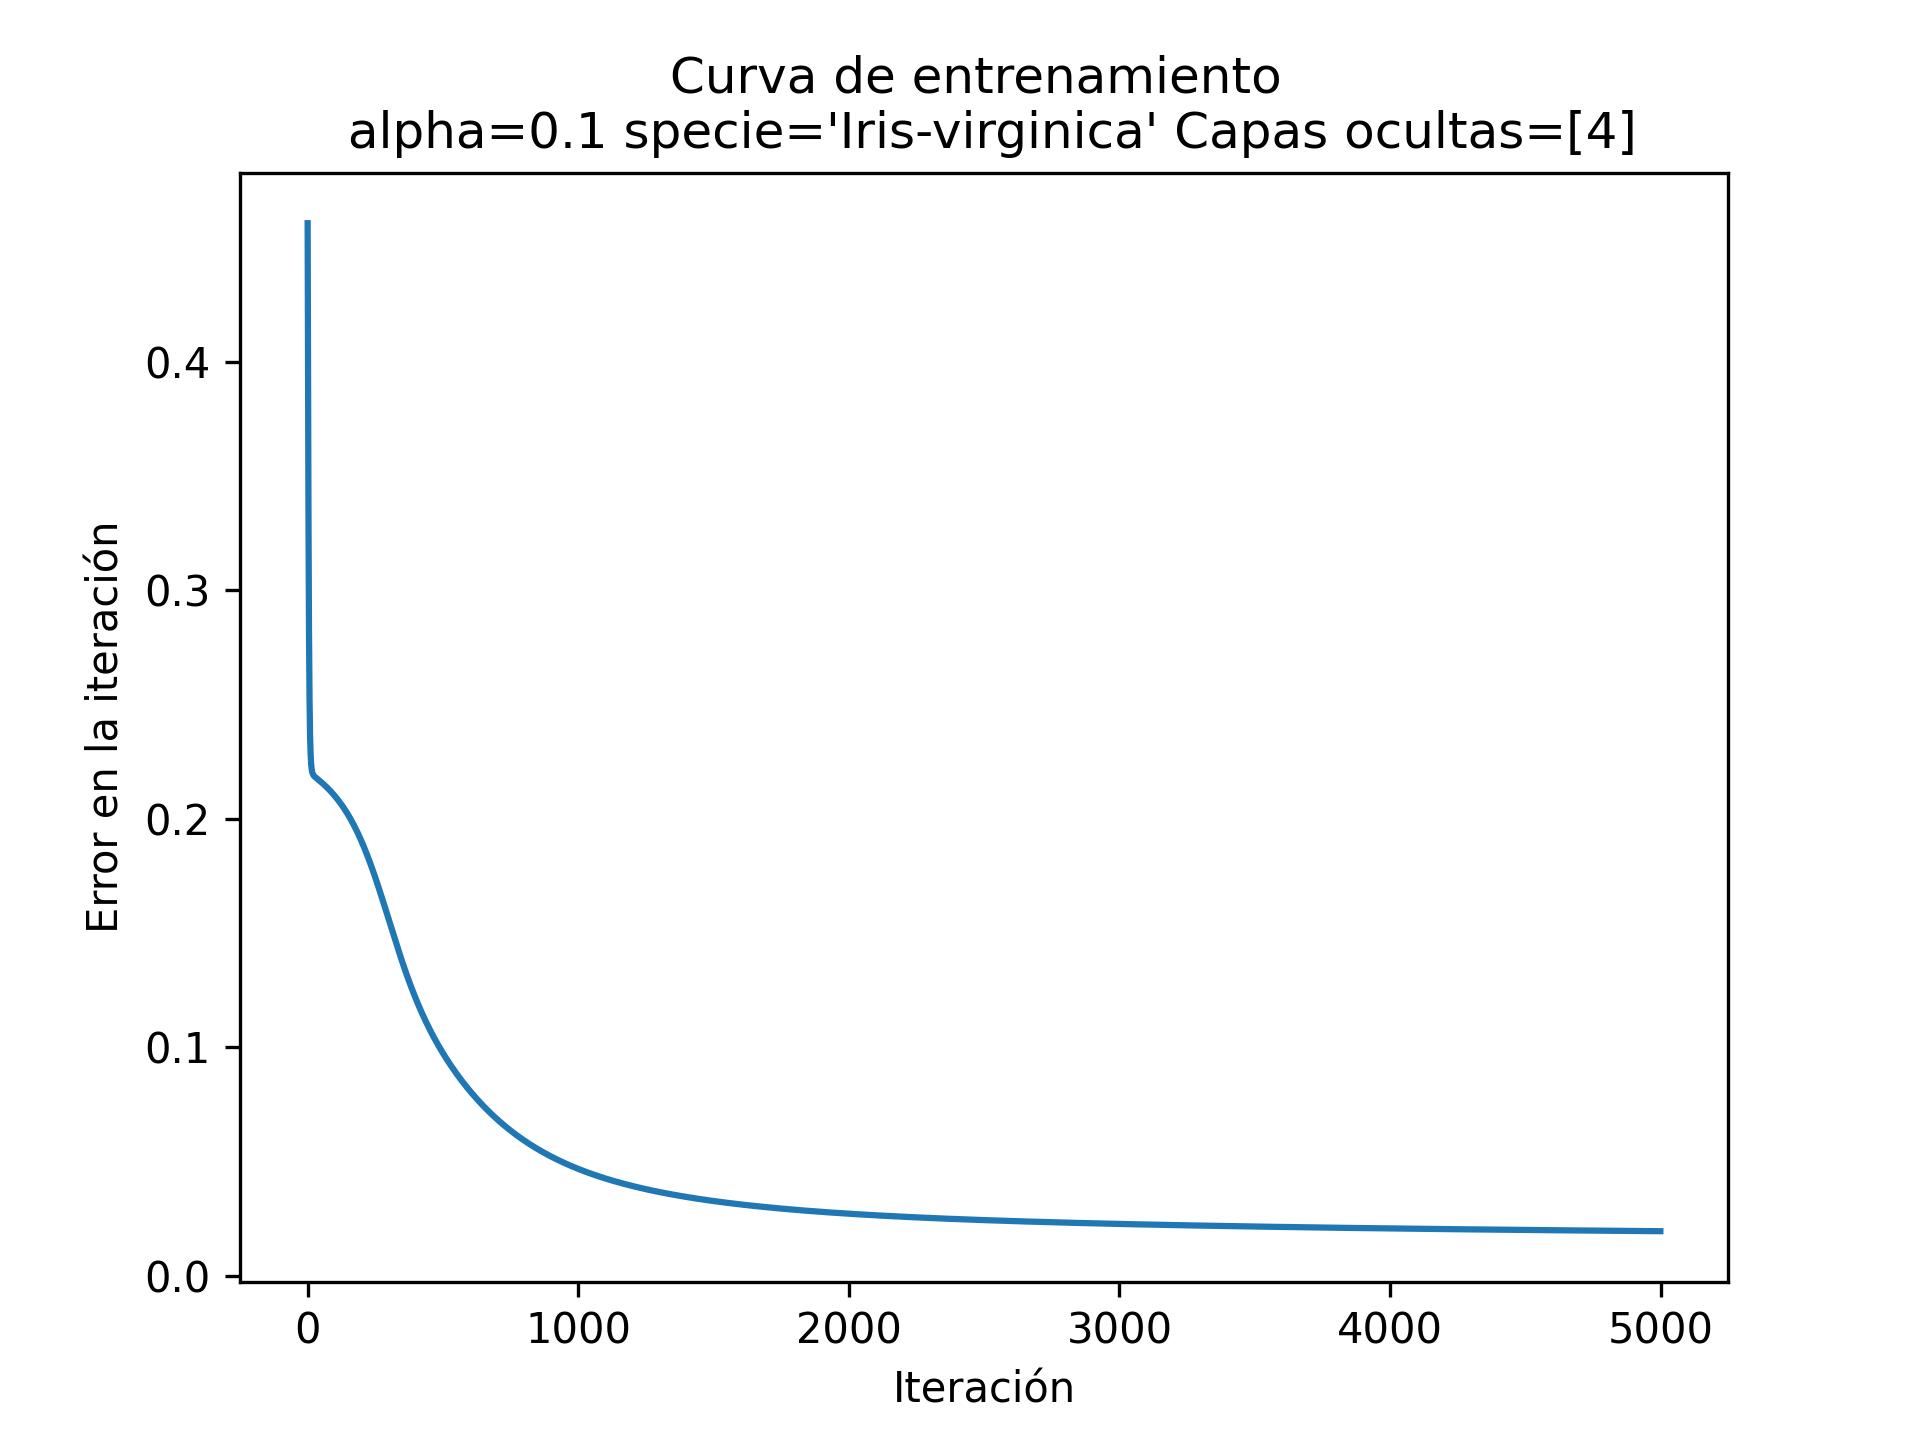 Curva de entrenamiento
alpha=0.1 specie='Iris-virginica' Capas ocultas=[4]
Error en la iteración
0.4
0.3
0.2
0.1
0.0
0 1000 2000 3000 4000 5000
Iteración